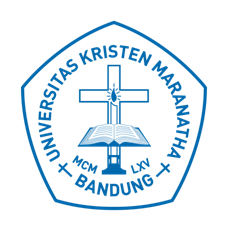 UNIVERSITAS KRISTEN MARANATHA
MCM LXV
BANDUNG